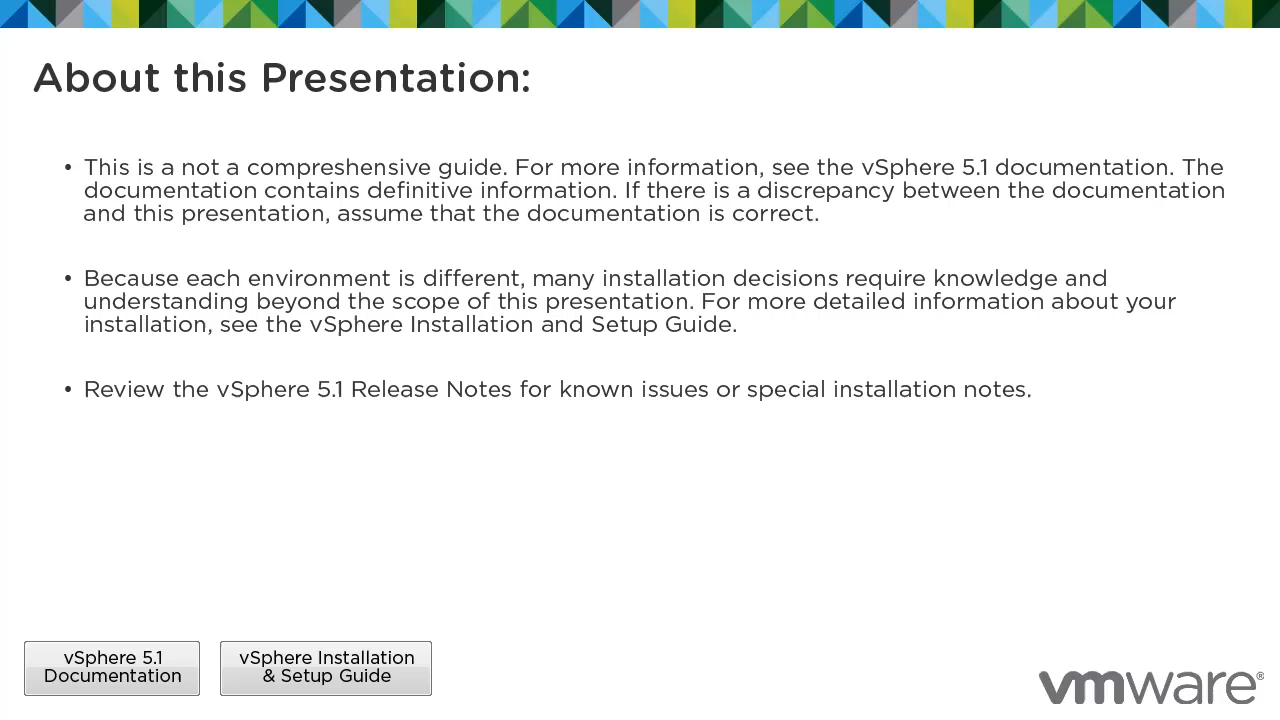 About this Presentation:
• This is a not a compreshensive guide. For more information, see the vSphere 5.1 documentation. The
documentation contains definitive information. If there is a discrepancy between the documentation
and this presentation, assume that the documentation is correct.
• Because each environment is different, many installation decisions require knowledge and
understanding beyond the scope of this presentation. For more detailed information about your
installation, see the vSphere Installation and Setup Guide.
• Review the vSphere 5.1 Release Notes for known issues or special installation notes.
vSphere 5.1
Documentation
vSphere Installation
& Setup Guide
vmware®